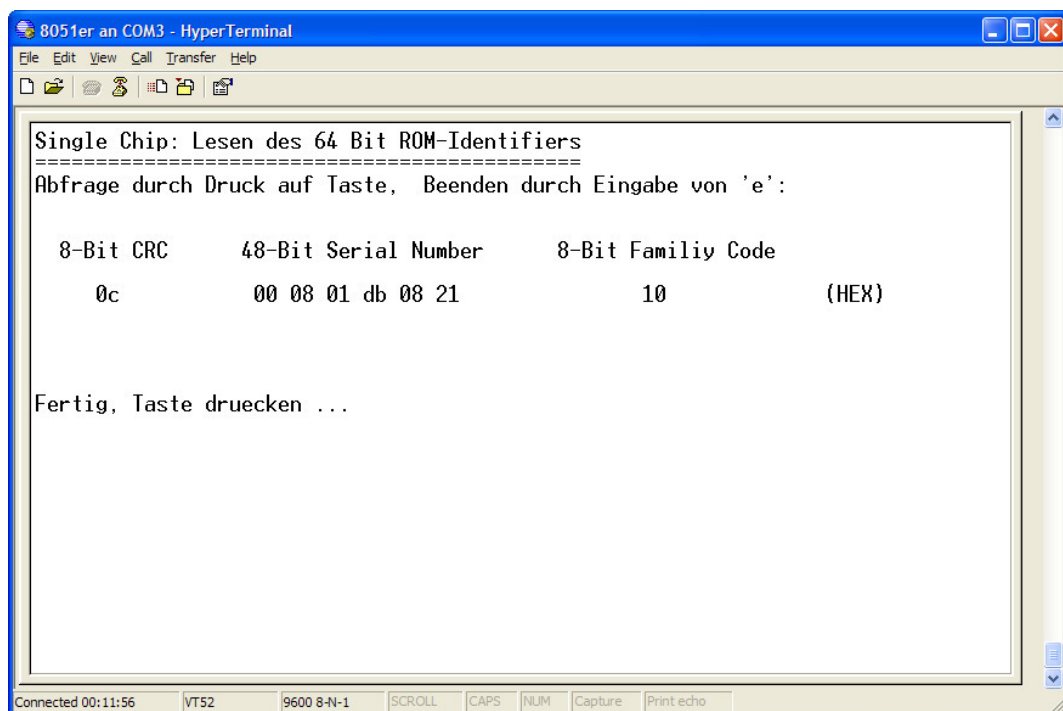 8051er an COM3 - HyperTerminal
File Edit View Call Transfer Help
Single Chip: Lesen des 64 Bit ROM-Identifiers
=============================================
Abfrage durch Druck auf Taste, Beenden durch Eingabe von 'e':
8-Bit CRC 48-Bit Serial Number 8-Bit Familiy Code
0c 00 08 01 db 08 21 10 (HEX)
Fertig, Taste druecken ...
Connected 00:11:56 VT52 9600 8-N-1 SCROLL CAPS NUM Capture Print echo